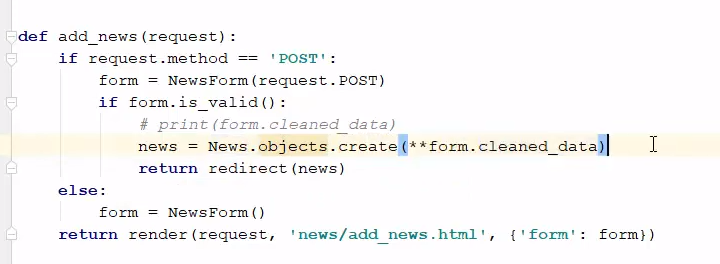 def add_news(request):
    if request.method == 'POST':
        form = NewsForm(request.POST)
        if form.is_valid():
            # print(form.cleaned_data)
            news = News.objects.create(**form.cleaned_data)
            return redirect(news)
    else:
        form = NewsForm()
    return render(request, 'news/add_news.html', {'form': form})